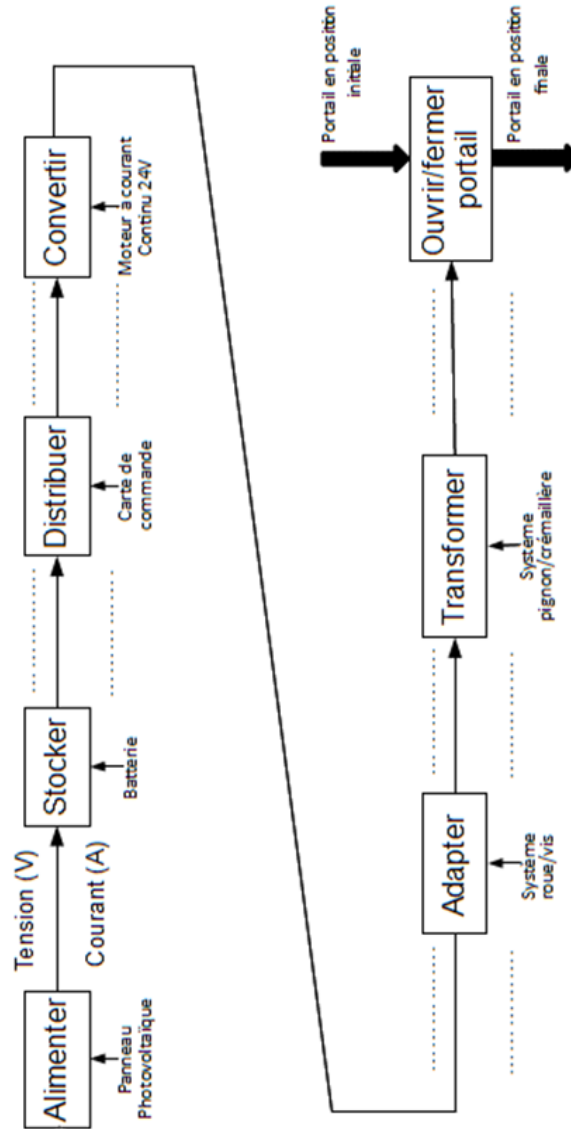 Tension (V)
Alimenter
Stocker
Distribuer
Convertir
Courant (A)
Panneau
Photovoltaïque
Batterie
Carte de
commande
Moteur à courant
Continu 24V
Portail en position
initiale
Adapter
Transformer
Ouvrir/fermer
portail
Système
roue/vis
Système
pignon/crémaillère
Portail en position
fnale